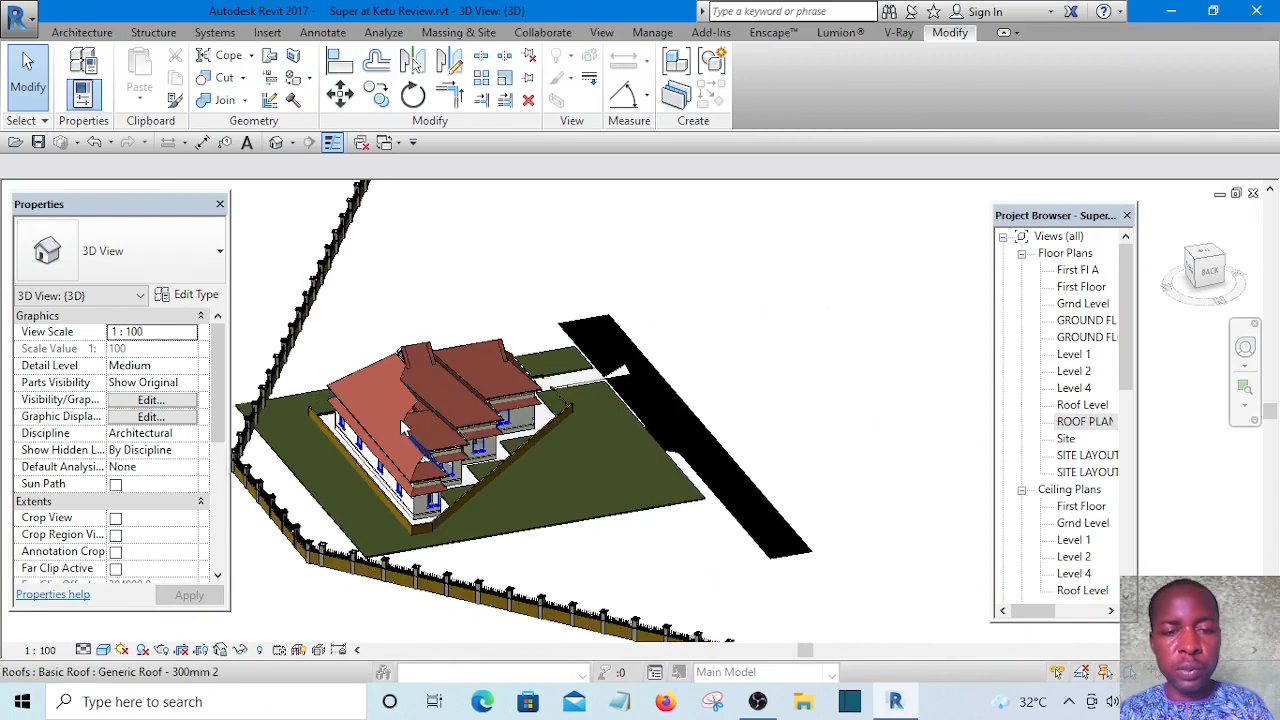 Autodesk Revit 2017 - Super at Ketu Review.rvt - 3D View: {3D}
Type a keyword or phrase
Sign In
Architecture Structure Systems Insert Annotate Analyze Massing & Site Collaborate View Manage Add-Ins Enscape™ Lumion® V-Ray Modify
Modify
Paste
Cope
Cut
Join
Select Properties Clipboard Geometry Modify View Measure Create
Properties
3D View
3D View: {3D}
Edit Type
Graphics
View Scale 1 : 100
Scale Value 1: 100
Detail Level Medium
Parts Visibility Show Original
Visibility/Grap... Edit...
Graphic Displa... Edit...
Discipline Architectural
Show Hidden L... By Discipline
Default Analysi... None
Sun Path
Extents
Crop View
Crop Region Vi...
Annotation Crop
Far Clip Active
Properties help
Apply
BACK
Project Browser - Super...
Views (all)
Floor Plans
First Fl A
First Floor
Grnd Level
GROUND FL
GROUND FL
Level 1
Level 2
Level 4
Roof Level
ROOF PLAN
Site
SITE LAYOUT
SITE LAYOUT
Ceiling Plans
First Floor
Grnd Level
Level 1
Level 2
Level 4
Roof Level
1 : 100
Roofs : Basic Roof : Generic Roof - 300mm 2
:0
Main Model
Type here to search
32°C